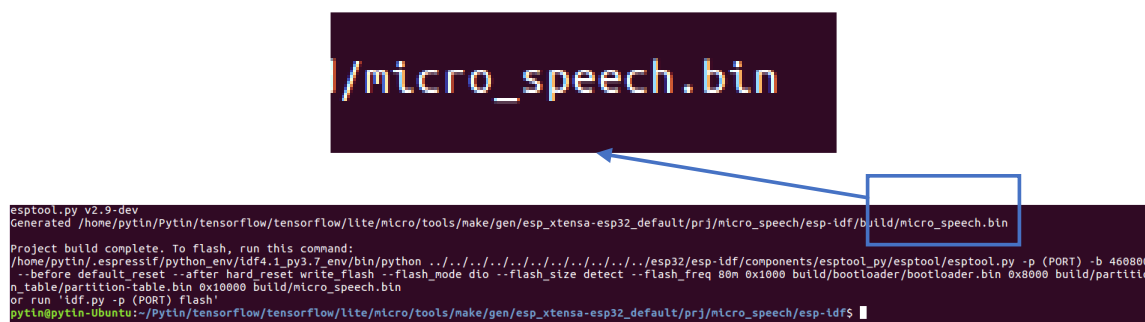 /micro_speech.bin
esptool.py v2.9-dev
Generated /home/pytin/Pytin/tensorflow/tensorflow/lite/micro/tools/make/gen/esp_xtensa-esp32_default/prj/micro_speech/esp-idf/build/micro_speech.bin
Project build complete. To flash, run this command:
/home/pytin/.espressif/python_env/idf4.1_py3.7_env/bin/python ../../../../../../../../../../esp32/esp-idf/components/esptool_py/esptool/esptool.py -p (PORT) -b 460800
--before default_reset --after hard_reset write_flash --flash_mode dio --flash_size detect --flash_freq 80m 0x1000 build/bootloader/bootloader.bin 0x8000 build/partitio
n_table/partition-table.bin 0x10000 build/micro_speech.bin
or run 'idf.py -p (PORT) flash'
pytin@pytin-Ubuntu:~/Pytin/tensorflow/tensorflow/lite/micro/tools/make/gen/esp_xtensa-esp32_default/prj/micro_speech/esp-idf$